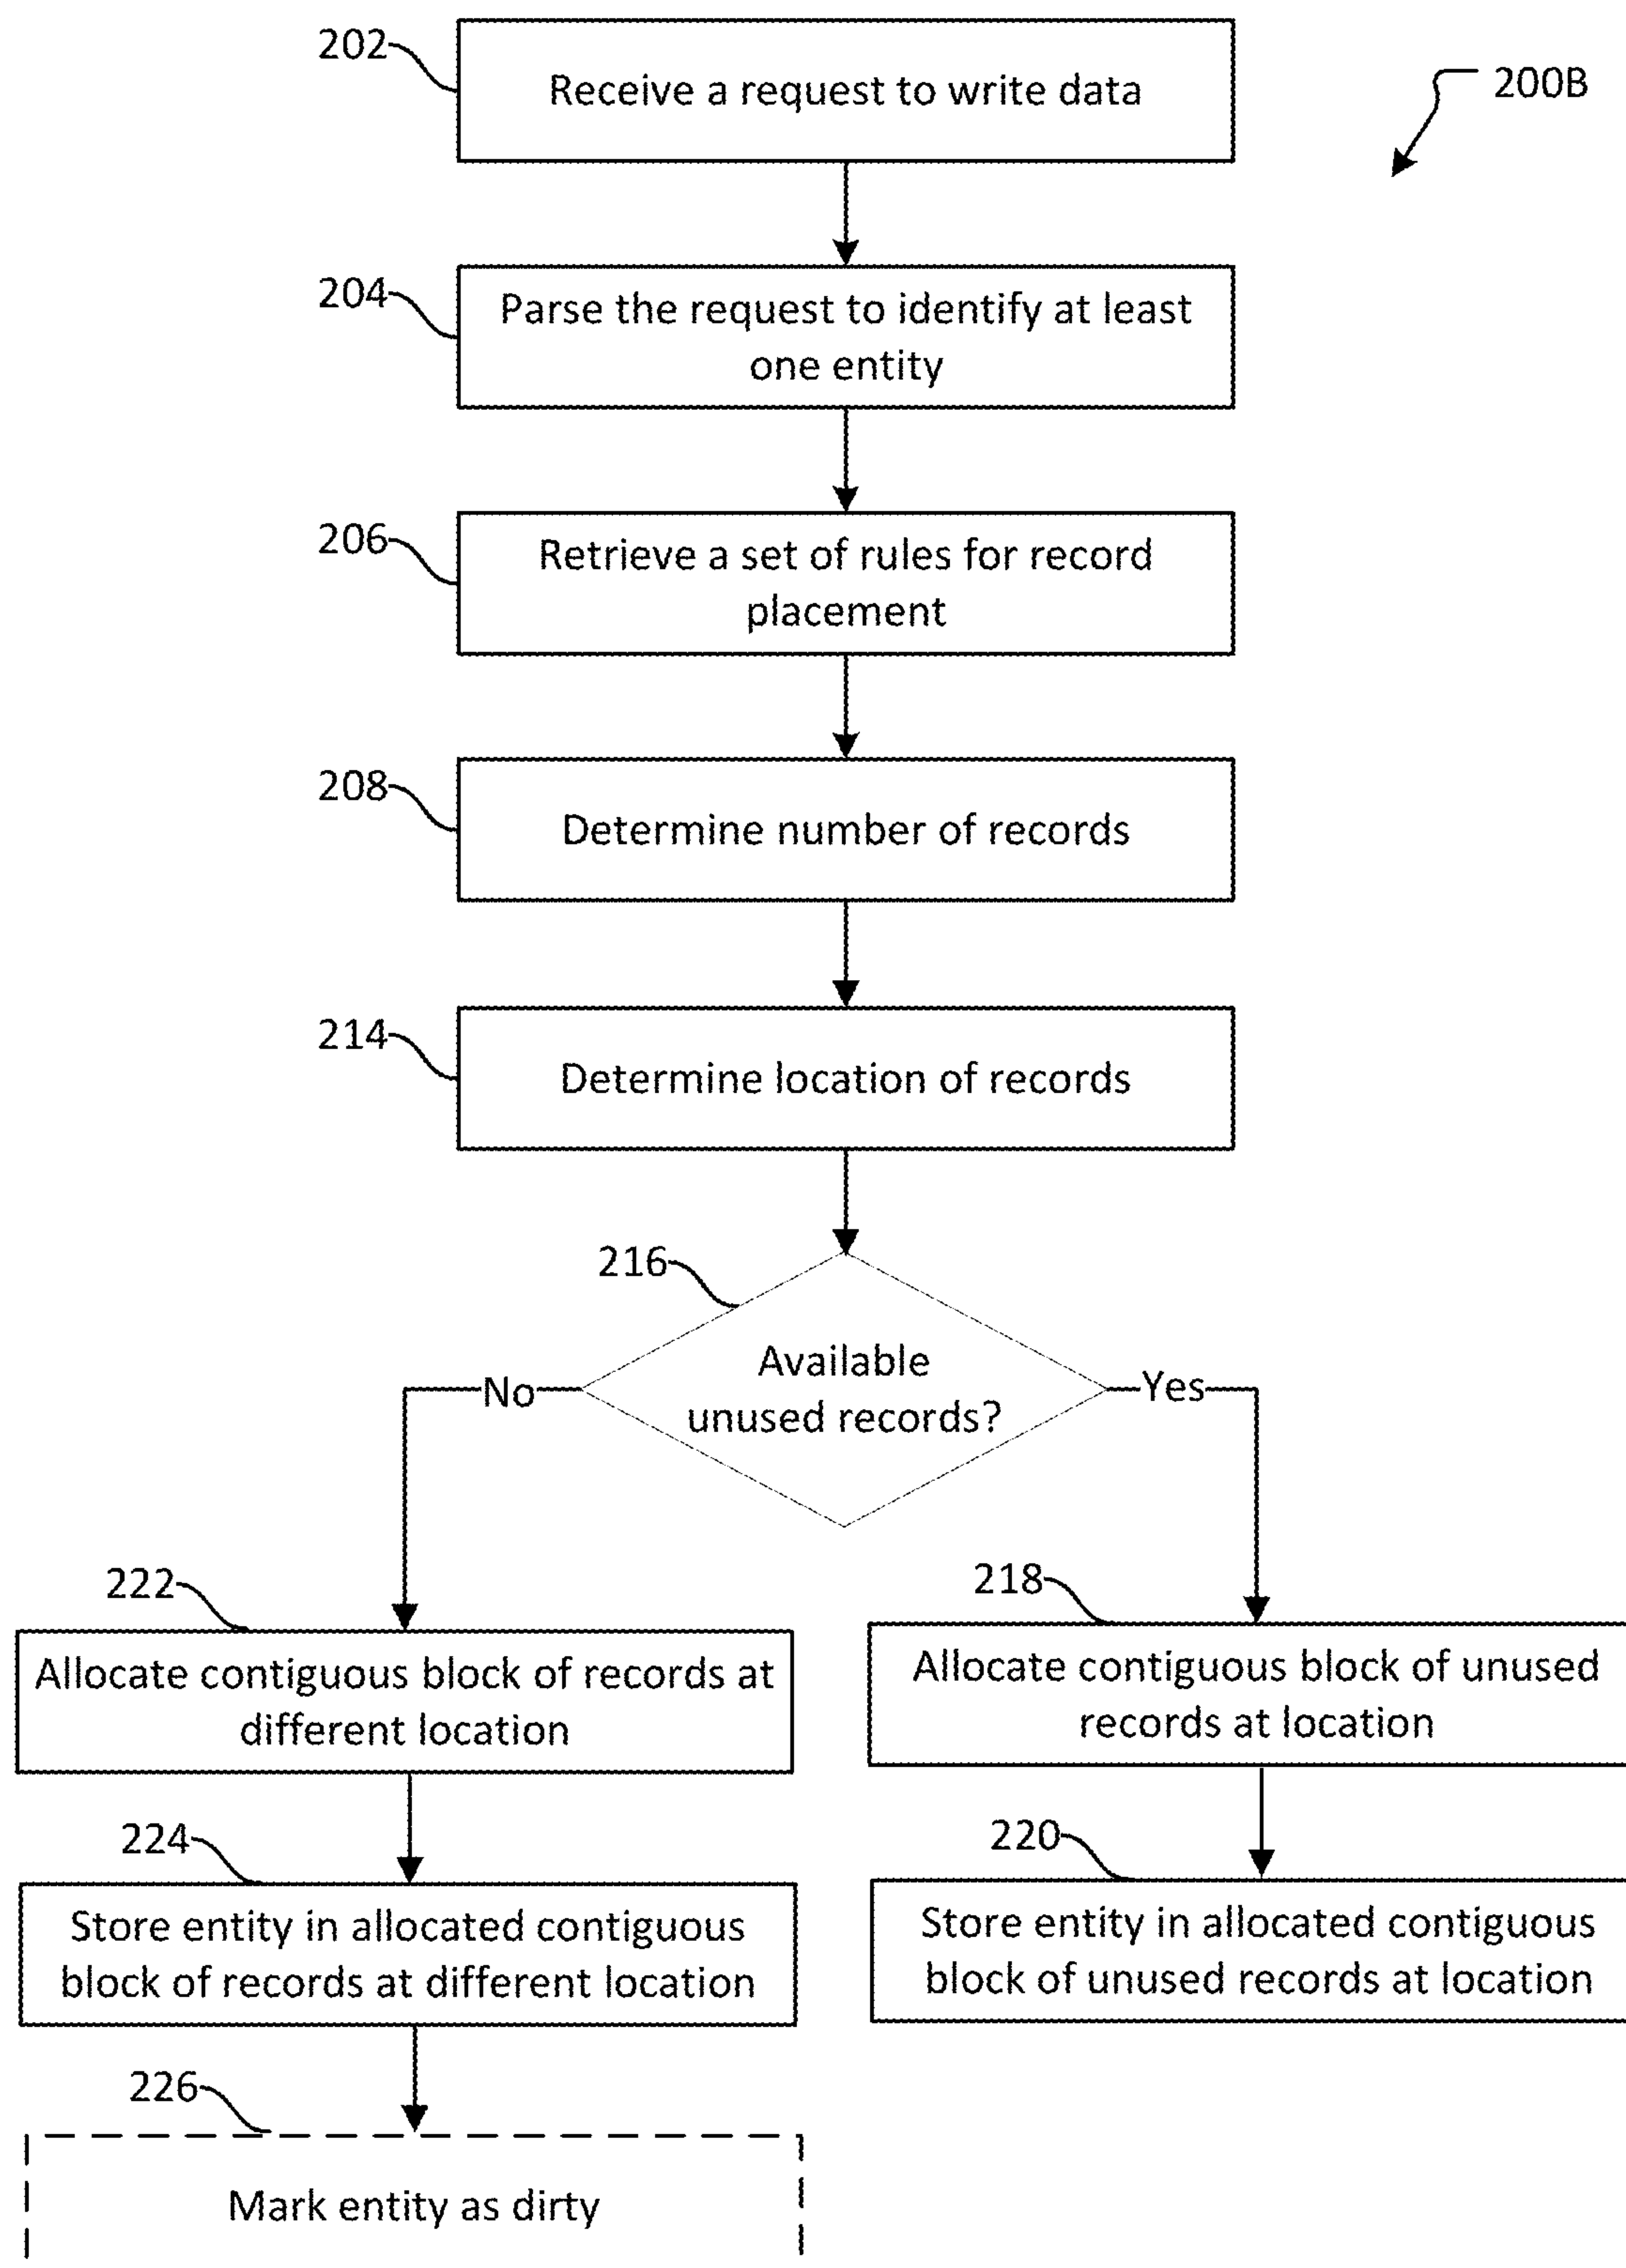 202
Receive a request to write data
200B
204
Parse the request to identify at least
one entity
206
Retrieve a set of rules for record
placement
208
Determine number of records
214
Determine location of records
216
Available
unused records?
No
Yes
222
Allocate contiguous block of records at
different location
218
Allocate contiguous block of unused
records at location
224
Store entity in allocated contiguous
block of records at different location
220
Store entity in allocated contiguous
block of unused records at location
226
Mark entity as dirty